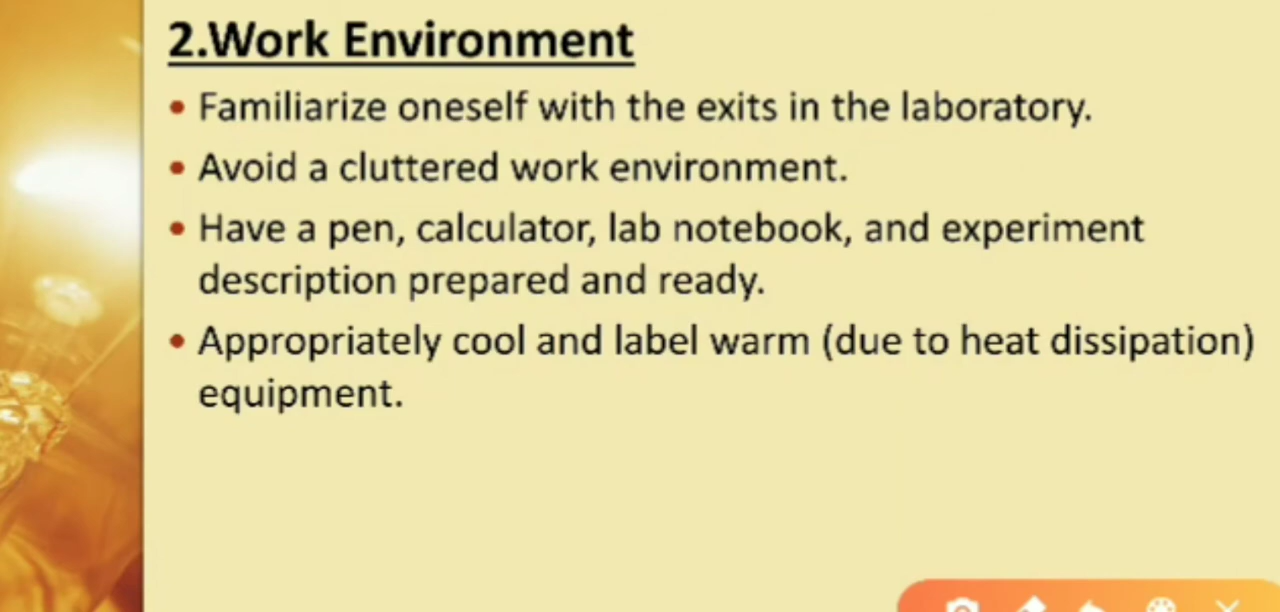 2.Work Environment
• Familiarize oneself with the exits in the laboratory.
• Avoid a cluttered work environment.
• Have a pen, calculator, lab notebook, and experiment
description prepared and ready.
• Appropriately cool and label warm (due to heat dissipation)
equipment.